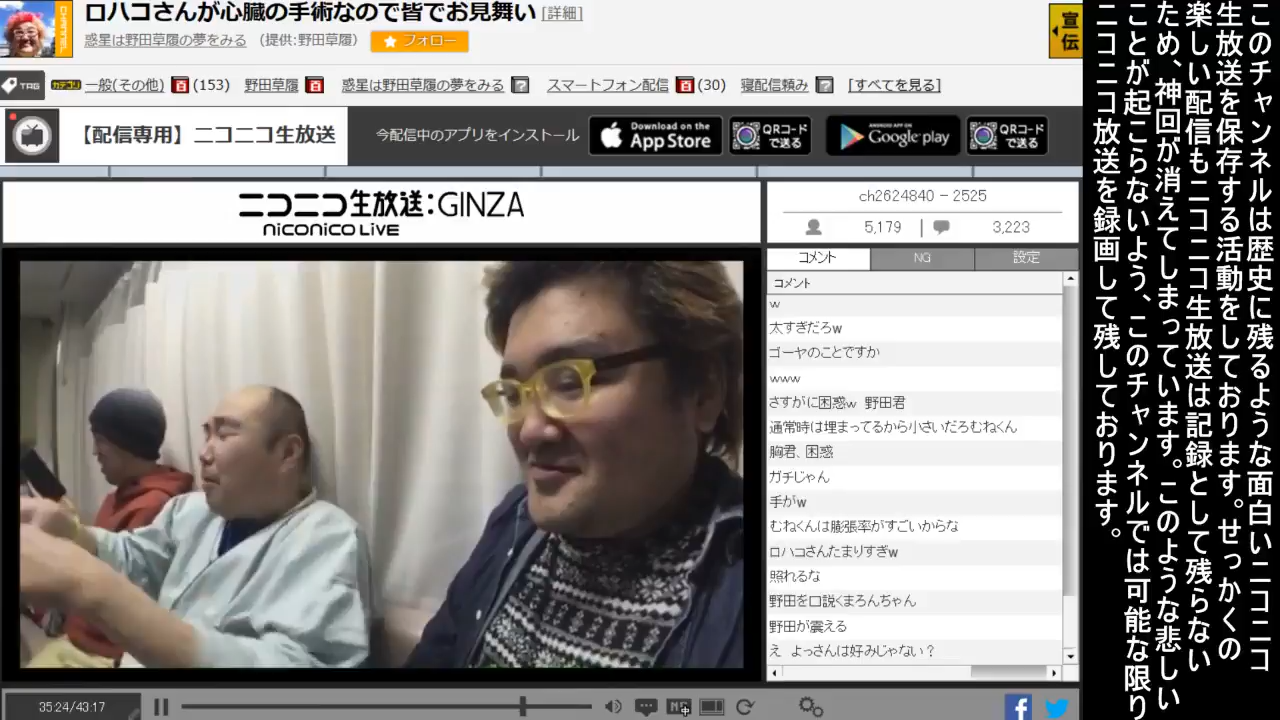 ロハコさんが心臓の手術なので皆でお見舞い [詳細]
CHANNEL
惑星は野田草履の夢をみる (提供:野田草履) ★ フォロー
宣伝
TAG カテゴリ 一般(その他) 百 (153) 野田草履 百 惑星は野田草履の夢をみる ? スマートフォン配信 百 (30) 寝配信頼み ? [すべてを見る]
【配信専用】ニコニコ生放送
今配信中のアプリをインストール
Download on the App Store
QRコードで送る
ANDROID APP ON Google play
QRコードで送る
ニコニコ生放送:GINZA
niconico LIVE
ch2624840 - 2525
5,179 | 3,223
コメント NG 設定
コメント
w
太すぎだろw
ゴーヤのことですか
www
さすがに困惑w 野田君
通常時は埋まってるから小さいだろむねくん
胸君、困惑
ガチじゃん
手がw
むねくんは膨張率がすごいからな
ロハコさんたまりすぎw
照れるな
野田を口説くまろんちゃん
野田が震える
え よっさんは好みじゃない?
35:24/43:17
このチャンネルは歴史に残るような面白いニコニコ
生放送を保存する活動をしております。せっかくの
楽しい配信もニコニコ生放送は記録として残らない
ため、神回が消えてしまっています。このような悲しい
ことが起こらないよう、このチャンネルでは可能な限り
ニコニコ放送を録画して残しております。